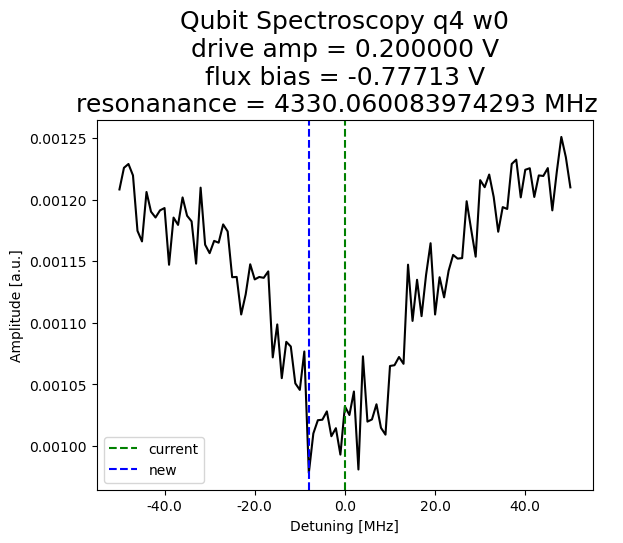 Qubit Spectroscopy q4 w0
drive amp = 0.200000 V
flux bias = -0.77713 V
resonanance = 4330.060083974293 MHz
0.00125
0.00120
0.00115
0.00110
0.00105
0.00100
Amplitude [a.u.]
current
new
-40.0 -20.0 0.0 20.0 40.0
Detuning [MHz]